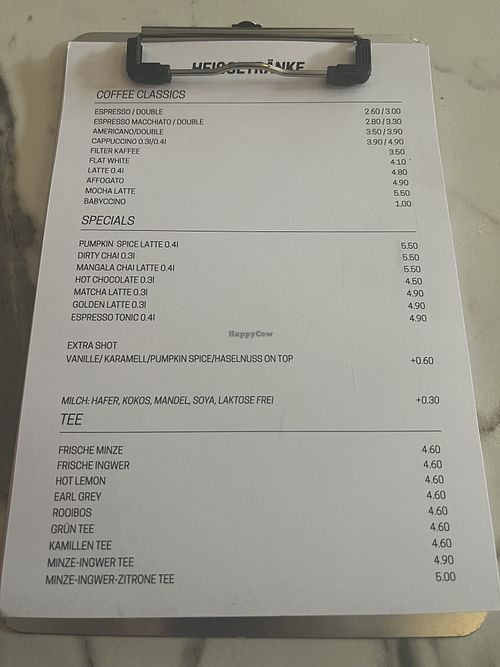 HEISSGETRÄNKE
COFFEE CLASSICS
ESPRESSO / DOUBLE 2.60 / 3.00
ESPRESSO MACCHIATO / DOUBLE 2.80 / 3.30
AMERICANO/DOUBLE 3.50 / 3.90
CAPPUCCINO 0.3l/0.4l 3.90 / 4.90
FILTER KAFFEE 3.50
FLAT WHITE 4.10
LATTE 0.4l 4.80
AFFOGATO 4.90
MOCHA LATTE 5.50
BABYCCINO 1,00
SPECIALS
PUMPKIN SPICE LATTE 0.4l 5.50
DIRTY CHAI 0.3l 5.50
MANGALA CHAI LATTE 0.4l 5.50
HOT CHOCOLATE 0.3l 4.50
MATCHA LATTE 0.3l 4.90
GOLDEN LATTE 0.3l 4.90
ESPRESSO TONIC 0.4l 4.90
HappyCow
EXTRA SHOT
VANILLE/ KARAMELL/PUMPKIN SPICE/HASELNUSS ON TOP +0.60
MILCH: HAFER, KOKOS, MANDEL, SOYA, LAKTOSE FREI +0.30
TEE
FRISCHE MINZE 4.60
FRISCHE INGWER 4.60
HOT LEMON 4.60
EARL GREY 4.60
ROOIBOS 4.60
GRÜN TEE 4.60
KAMILLEN TEE 4.60
MINZE-INGWER TEE 4.90
MINZE-INGWER-ZITRONE TEE 5.00